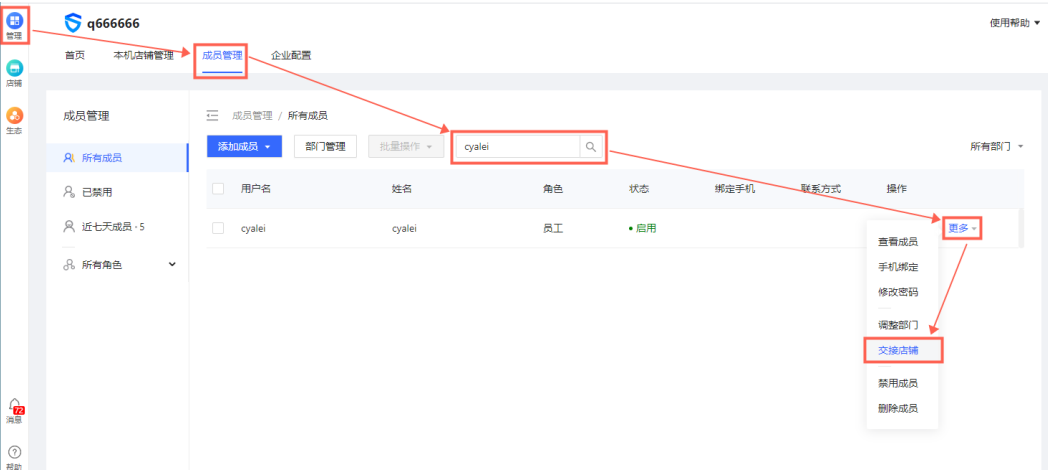 管理
店铺
生态
72
消息
帮助
q666666
使用帮助
首页 本机店铺管理 成员管理 企业配置
成员管理
所有成员
已禁用
近七天成员 · 5
所有角色
成员管理 / 所有成员
添加成员 部门管理 批量操作 cyalei 所有部门
用户名 姓名 角色 状态 绑定手机 联系方式 操作
cyalei cyalei 员工 启用 更多
查看成员
手机绑定
修改密码
调整部门
交接店铺
禁用成员
删除成员